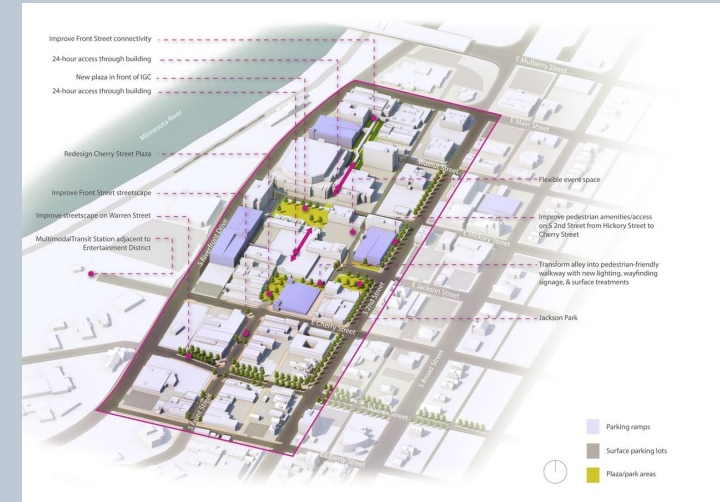 Improve Front Street connectivity
24-hour access through building
New plaza in front of IGC
24-hour access through building
Redesign Cherry Street Plaza
Improve Front Street streetscape
Improve streetscape on Warren Street
MultimodalTransit Station adjacent to
Entertainment District
Minnesota River
S Riverfront Drive
E Mulberry Street
E Main Street
Walnut Street
E Hickory Street
E Jackson Street
S 2nd Street
E Cherry Street
S Broad Street
S Front Street
Flexible event space
Improve pedestrian amenities/access
on S 2nd Street from Hickory Street to
Cherry Street
Transform alley into pedestrian-friendly
walkway with new lighting, wayfinding
signage, & surface treatments
Jackson Park
Parking ramps
Surface parking lots
Plaza/park areas